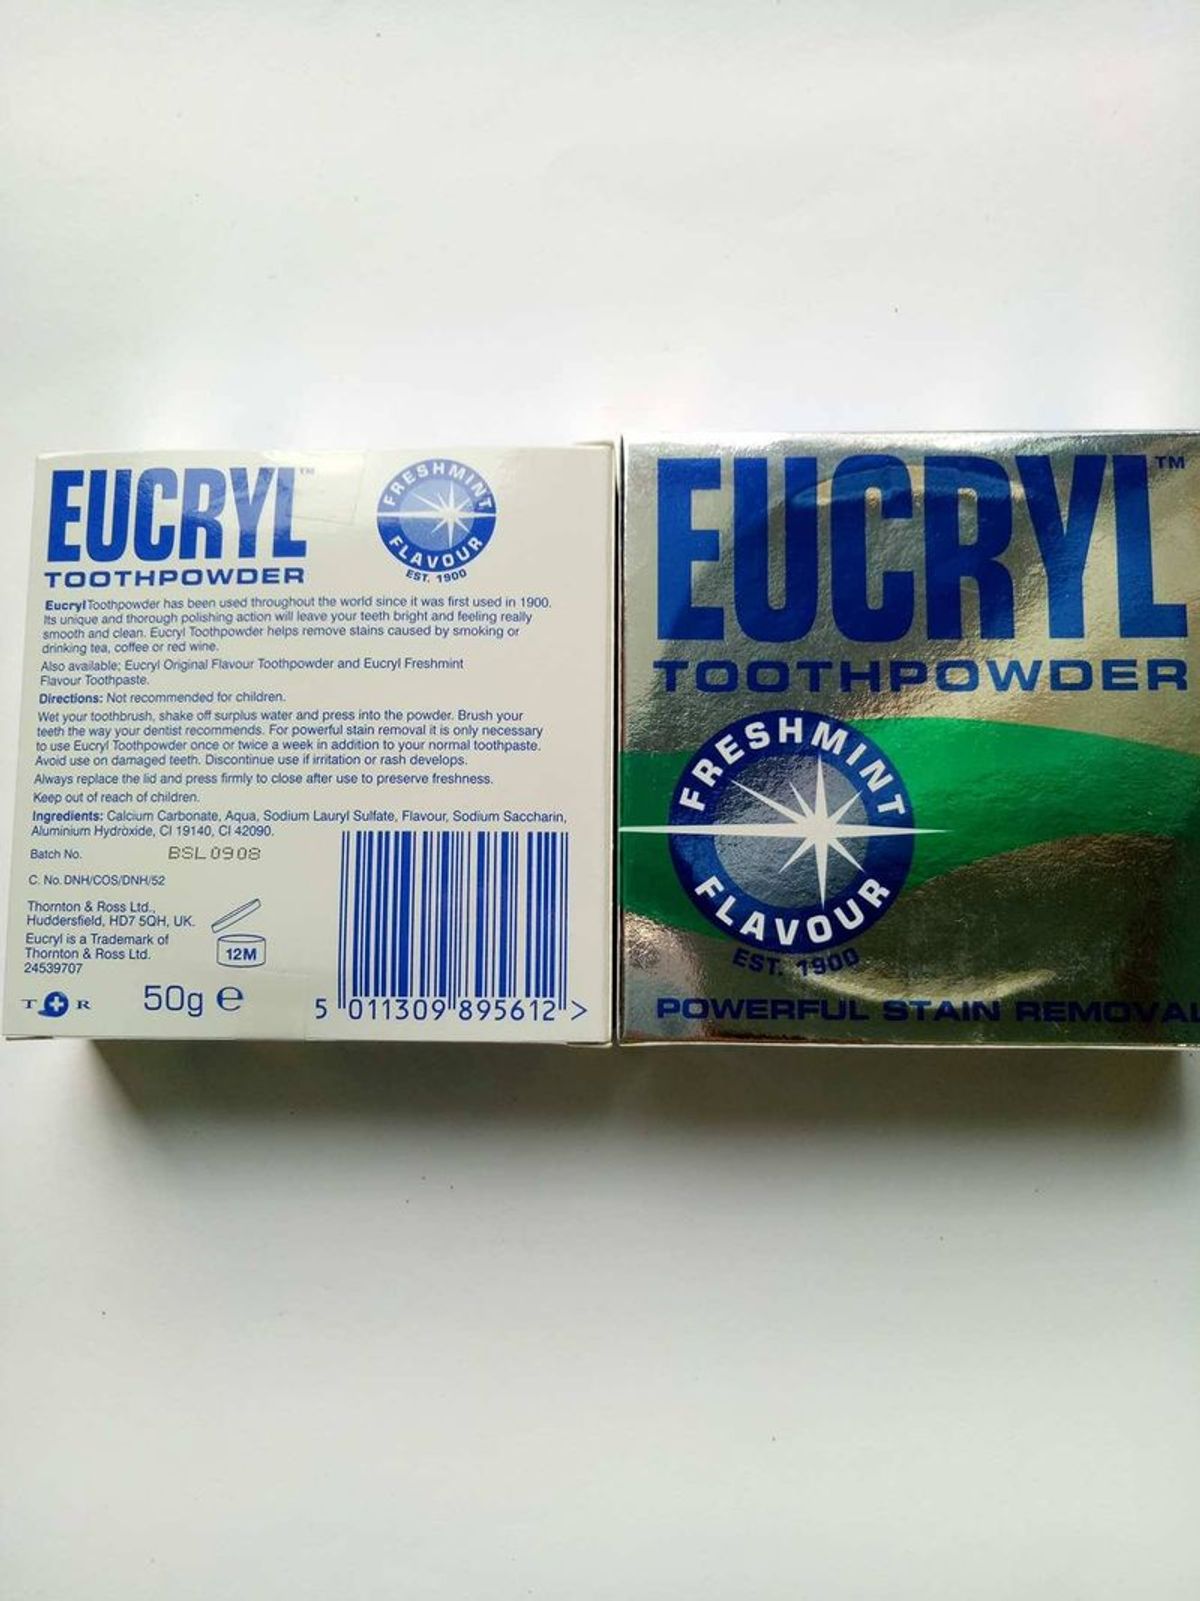 EUCRYL™
TOOTHPOWDER
FRESHMINT
FLAVOUR
EST. 1900
Eucryl Toothpowder has been used throughout the world since it was first used in 1900.
Its unique and thorough polishing action will leave your teeth bright and feeling really
smooth and clean. Eucryl Toothpowder helps remove stains caused by smoking or
drinking tea, coffee or red wine.
Also available; Eucryl Original Flavour Toothpowder and Eucryl Freshmint
Flavour Toothpaste.
Directions: Not recommended for children.
Wet your toothbrush, shake off surplus water and press into the powder. Brush your
teeth the way your dentist recommends. For powerful stain removal it is only necessary
to use Eucryl Toothpowder once or twice a week in addition to your normal toothpaste.
Avoid use on damaged teeth. Discontinue use if irritation or rash develops.
Always replace the lid and press firmly to close after use to preserve freshness.
Keep out of reach of children.
Ingredients: Calcium Carbonate, Aqua, Sodium Lauryl Sulfate, Flavour, Sodium Saccharin,
Aluminium Hydroxide, CI 19140, CI 42090.
Batch No. BSL0908
C. No. DNH/COS/DNH/52
Thornton & Ross Ltd.,
Huddersfield, HD7 5QH, UK.
Eucryl is a Trademark of
Thornton & Ross Ltd.
24539707
12M
T R
50g e
5 011309 895612 >
EUCRYL™
TOOTHPOWDER
FRESHMINT
FLAVOUR
EST. 1900
POWERFUL STAIN REMOVAL